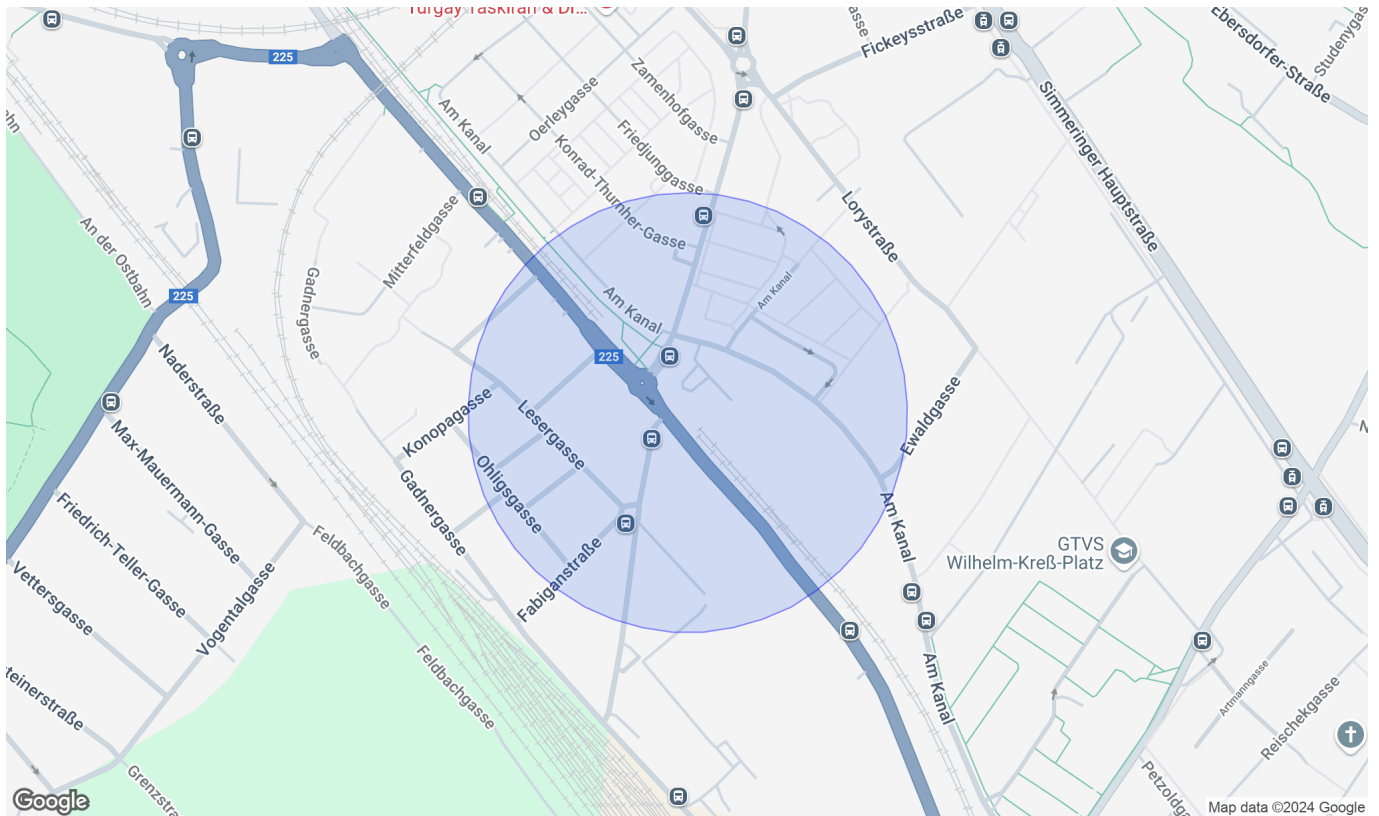 Fickeysstraße
Ebersdorfer-Straße
225
Zamenhofgasse
Oerleygasse
Am Kanal
Friedjunggasse
Konrad-Thurnher-Gasse
Simmeringer Hauptstraße
Lorystraße
Mitterfeldgasse
An der Ostbahn
Gadnergasse
225
Am Kanal
Am Kanal
225
Naderstraße
Konopagasse
Lesergasse
Ewaldgasse
Max-Mauermann-Gasse
Ohligsgasse
Gadnergasse
Friedrich-Teller-Gasse
Am Kanal
GTVS
Wilhelm-Kreß-Platz
Feldbachgasse
Fabiganstraße
Vettersgasse
Vogentalgasse
Feldbachgasse
Am Kanal
Artmanngasse
Reischekgasse
Google
Map data ©2024 Google